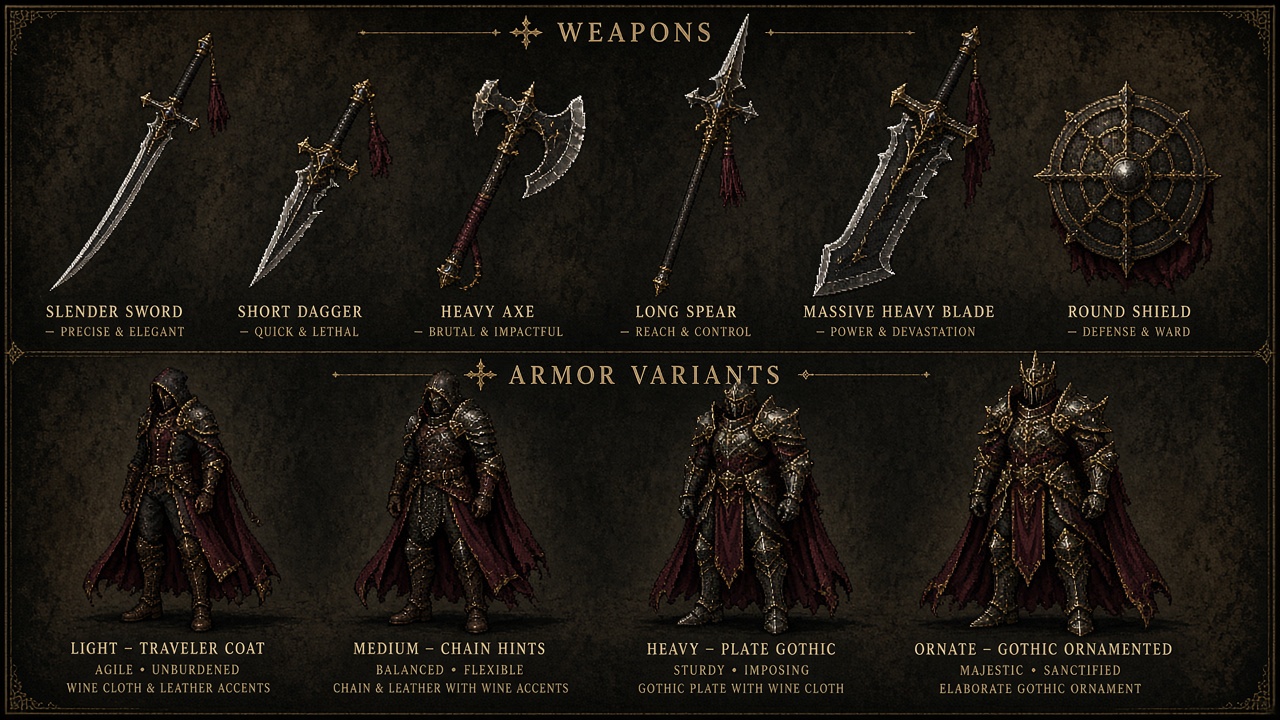 WEAPONS
SLENDER SWORD
— PRECISE & ELEGANT
SHORT DAGGER
— QUICK & LETHAL
HEAVY AXE
— BRUTAL & IMPACTFUL
LONG SPEAR
— REACH & CONTROL
MASSIVE HEAVY BLADE
— POWER & DEVASTATION
ROUND SHIELD
— DEFENSE & WARD
ARMOR VARIANTS
LIGHT – TRAVELER COAT
AGILE • UNBURDENED
WINE CLOTH & LEATHER ACCENTS
MEDIUM – CHAIN HINTS
BALANCED • FLEXIBLE
CHAIN & LEATHER WITH WINE ACCENTS
HEAVY – PLATE GOTHIC
STURDY • IMPOSING
GOTHIC PLATE WITH WINE CLOTH
ORNATE – GOTHIC ORNAMENTED
MAJESTIC • SANCTIFIED
ELABORATE GOTHIC ORNAMENT